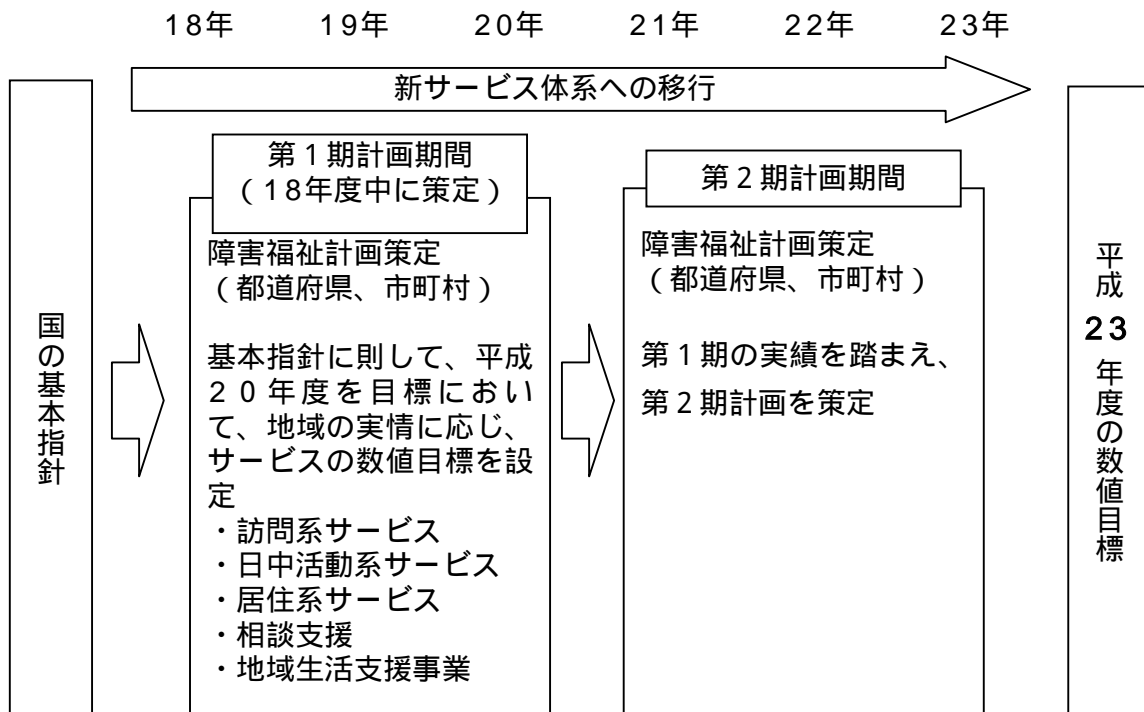 18年 19年 20年 21年 22年 23年
新サービス体系への移行
国の基本指針
第1期計画期間
(18年度中に策定)
障害福祉計画策定
(都道府県、市町村)
基本指針に則して、平成
20年度を目標におい
て、地域の実情に応じ、
サービスの数値目標を設
定
・訪問系サービス
・日中活動系サービス
・居住系サービス
・相談支援
・地域生活支援事業
第2期計画期間
障害福祉計画策定
(都道府県、市町村)
第1期の実績を踏まえ、
第2期計画を策定
平成23年度の数値目標